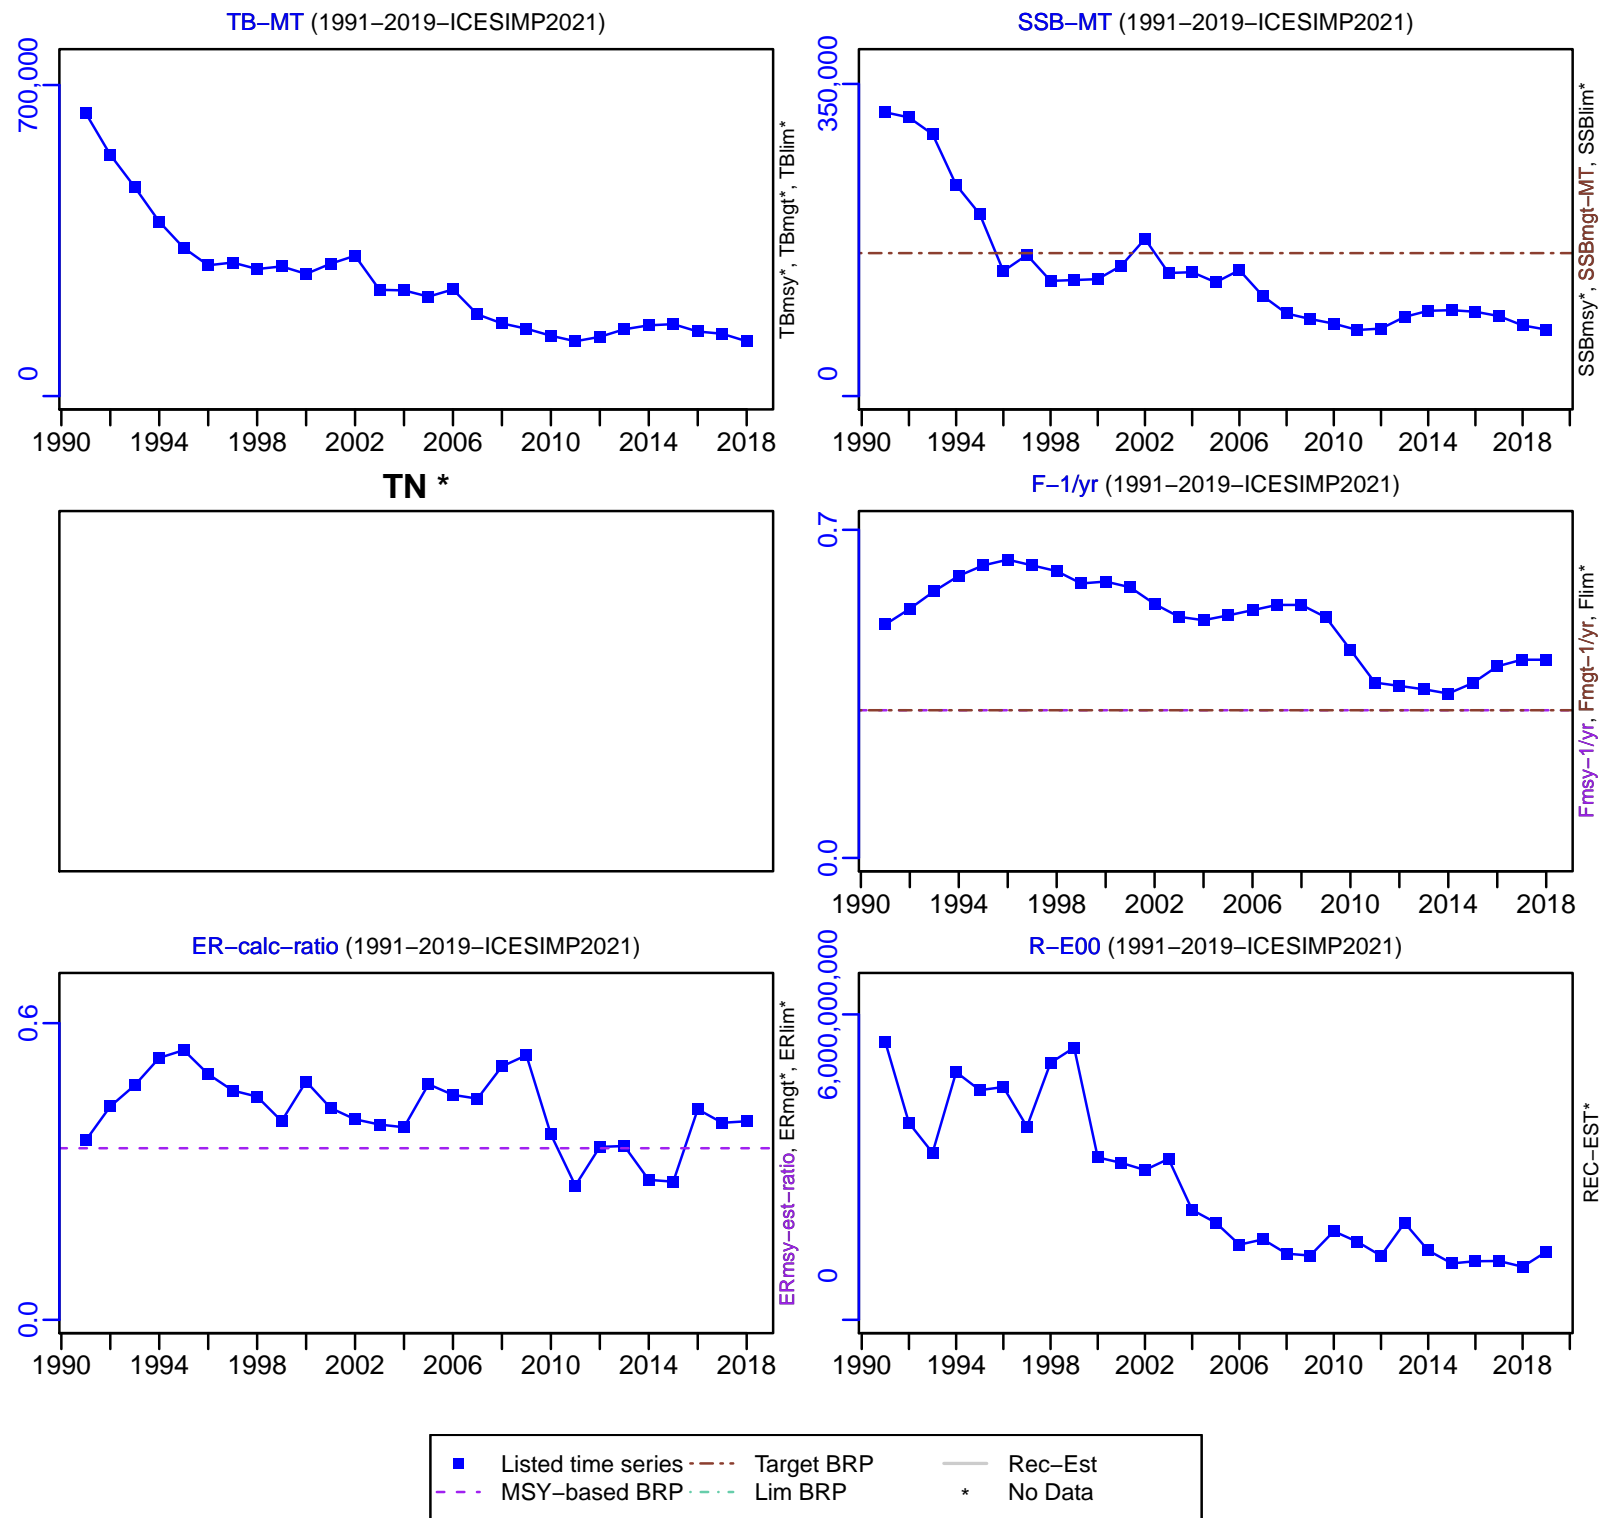 TB−MT (1991−2019−ICESIMP2021)
700,000
0
1990 1994 1998 2002 2006 2010 2014 2018
TBmsy*, TBmgt*, TBlim*
SSB−MT (1991−2019−ICESIMP2021)
350,000
0
1990 1994 1998 2002 2006 2010 2014 2018
SSBmsy*, SSBmgt−MT, SSBlim*
TN *
F−1/yr (1991−2019−ICESIMP2021)
0.7
0.0
1990 1994 1998 2002 2006 2010 2014 2018
Fmsy−1/yr, Fmgt−1/yr, Flim*
ER−calc−ratio (1991−2019−ICESIMP2021)
0.6
0.0
1990 1994 1998 2002 2006 2010 2014 2018
ERmsy−est−ratio, ERmgt*, ERlim*
R−E00 (1991−2019−ICESIMP2021)
6,000,000,000
0
1990 1994 1998 2002 2006 2010 2014 2018
REC−EST*
Listed time series Target BRP Rec−Est
MSY−based BRP Lim BRP * No Data